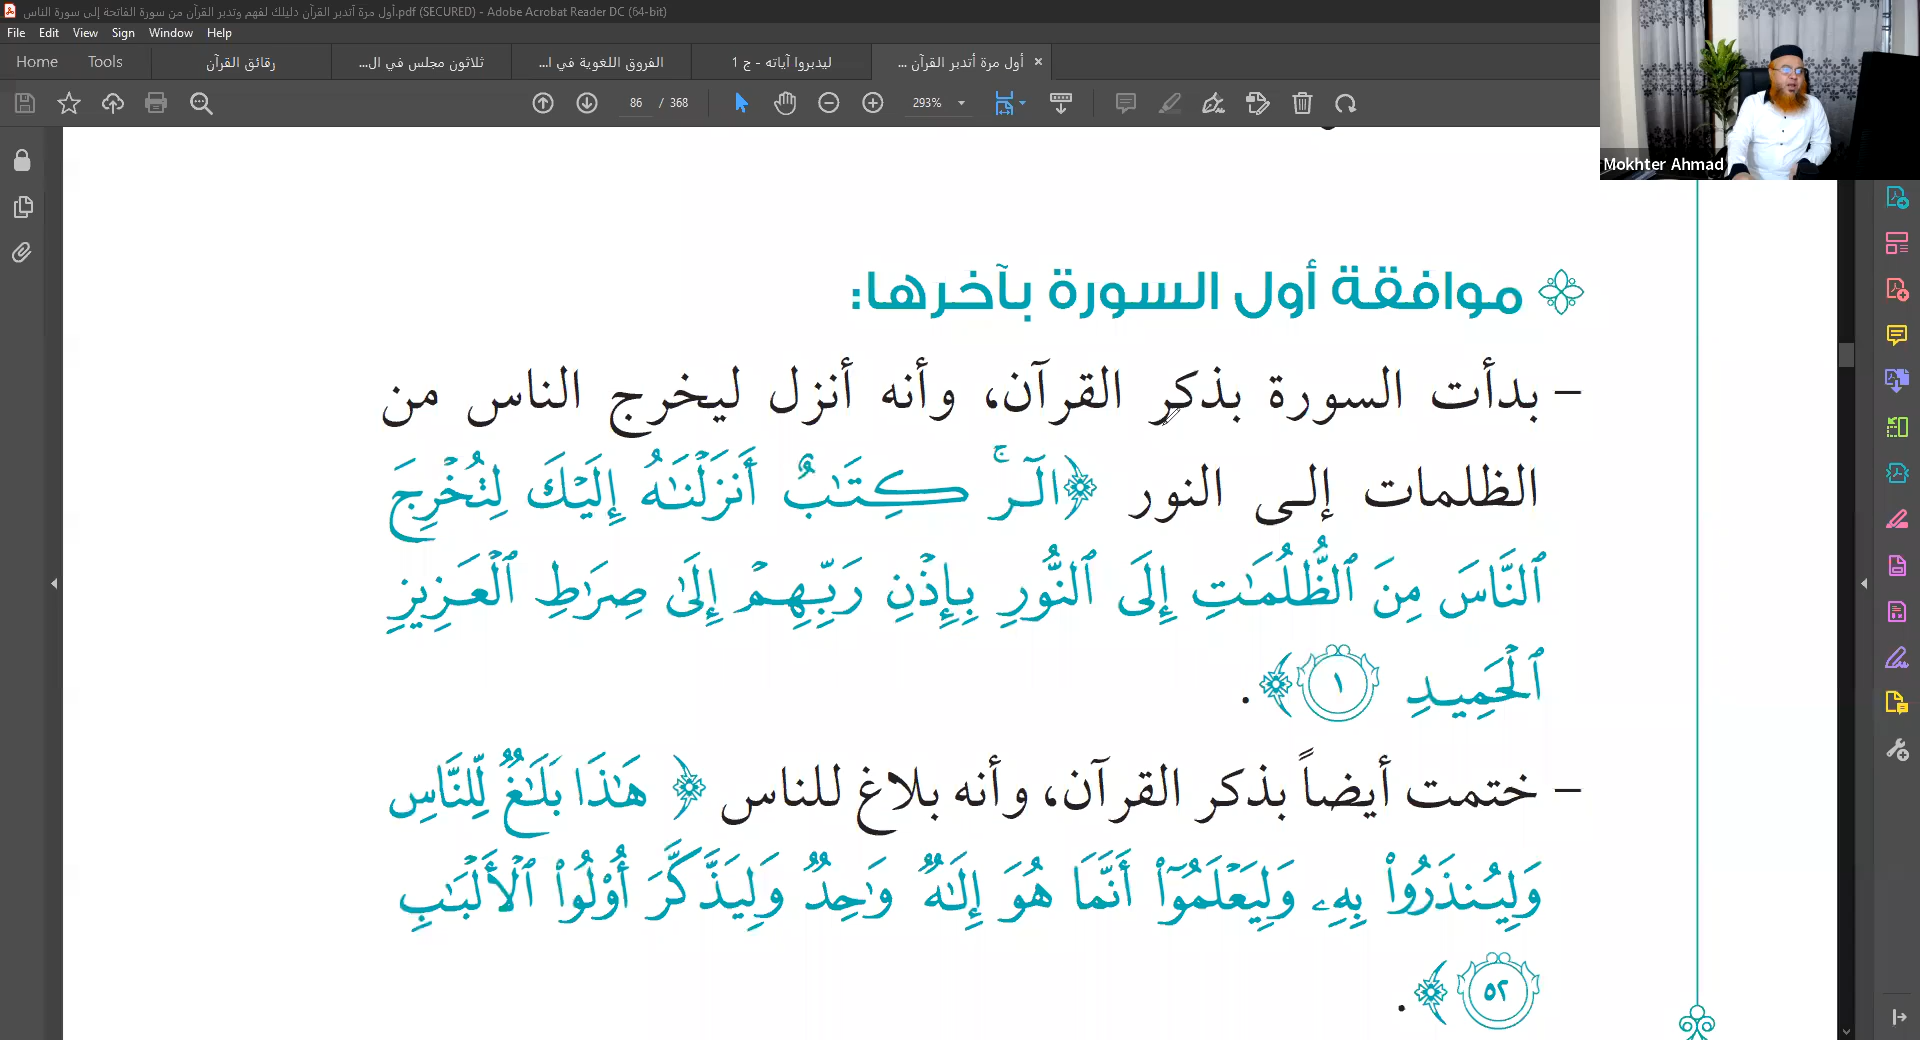 أول مرة أتدبر القرآن دليلك لفهم وتدبر القرآن من سورة الفاتحة إلى سورة الناس.pdf (SECURED) - Adobe Acrobat Reader DC (64-bit)
File Edit View Sign Window Help
Home Tools
رقائق القرآن
ثلاثون مجلس في ال...
الفروق اللغوية في ا...
ليدبروا آياته - ج 1
أول مرة أتدبر القرآن ... ×
86 / 368
293%
Mokhter Ahmad
موافقة أول السورة بآخرها:
– بدأت السورة بذكر القرآن، وأنه أنزل ليخرج الناس من
الظلمات إلى النور ﴿الٓرۚ كِتَٰبٌ أَنزَلْنَٰهُ إِلَيْكَ لِتُخْرِجَ
ٱلنَّاسَ مِنَ ٱلظُّلُمَٰتِ إِلَى ٱلنُّورِ بِإِذْنِ رَبِّهِمْ إِلَىٰ صِرَٰطِ ٱلْعَزِيزِ
ٱلْحَمِيدِ ١﴾.
– ختمت أيضاً بذكر القرآن، وأنه بلاغ للناس ﴿ هَٰذَا بَلَٰغٌ لِّلنَّاسِ
وَلِيُنذَرُوا۟ بِهِۦ وَلِيَعْلَمُوٓا۟ أَنَّمَا هُوَ إِلَٰهٌ وَٰحِدٌ وَلِيَذَّكَّرَ أُو۟لُوا۟ ٱلْأَلْبَٰبِ
٥٢﴾.